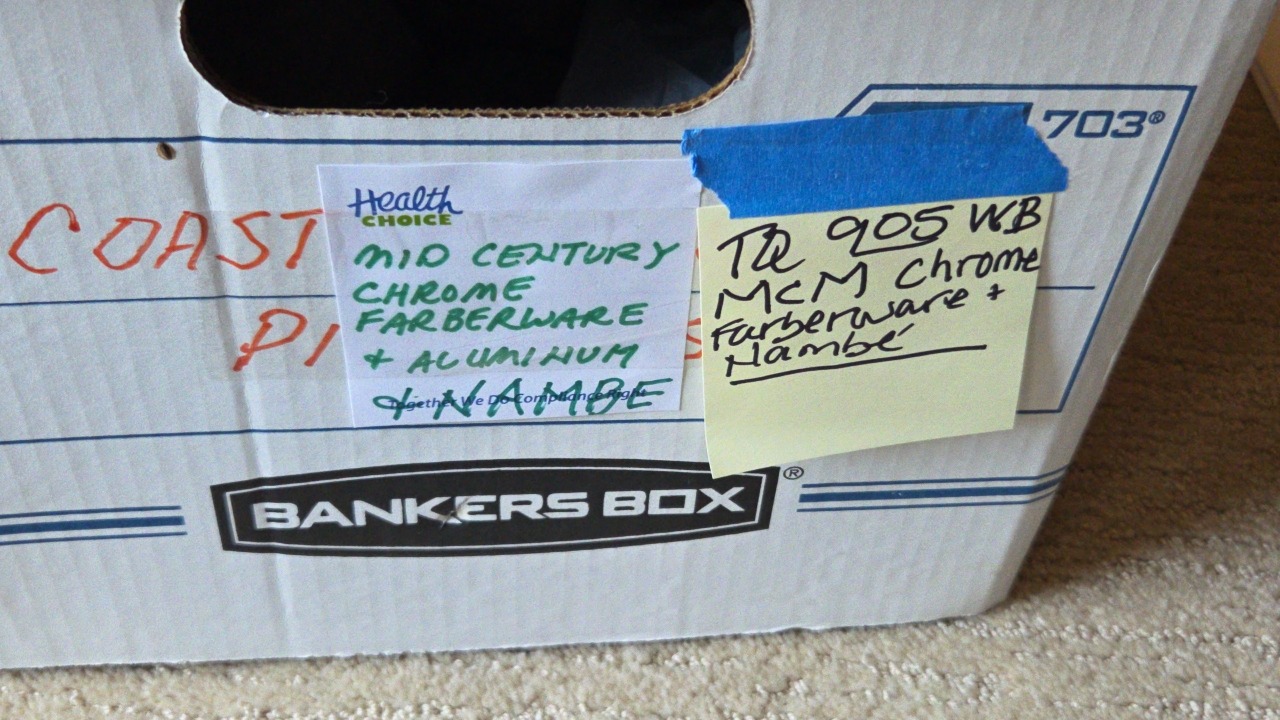 703®
COAST
Health
CHOICE
MID CENTURY
CHROME
FARBERWARE
+ ALUMINUM
& NAMBE
Together We Do Compliance Right
TQ 905 WB
MCM Chrome
Farberware +
Nambé
BANKERS BOX®